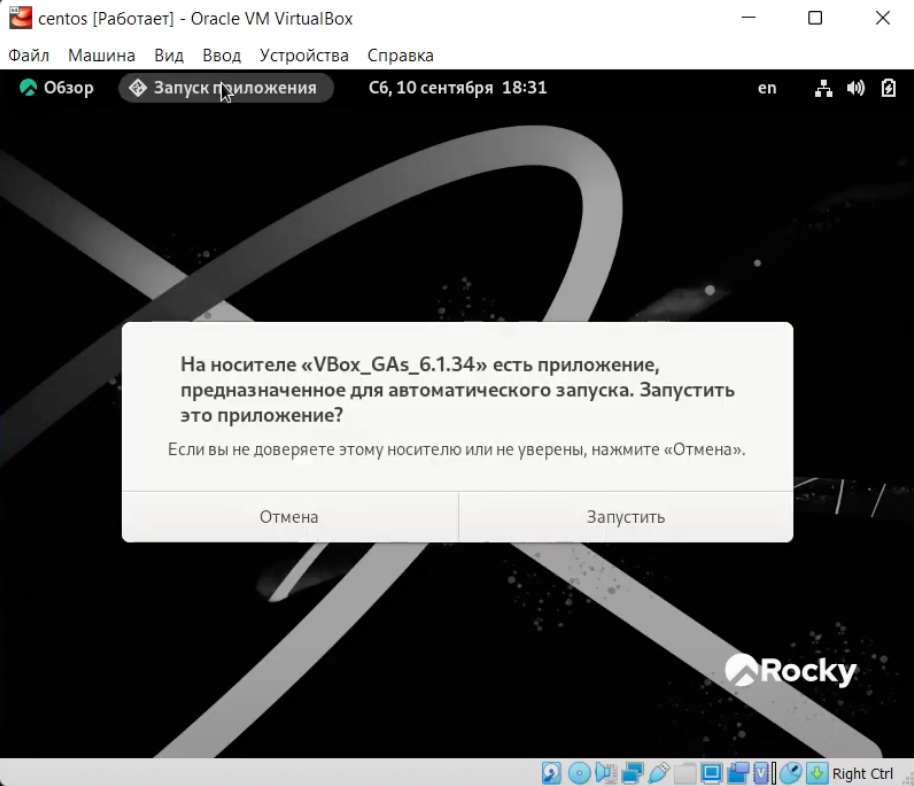 centos [Работает] - Oracle VM VirtualBox
Файл Машина Вид Ввод Устройства Справка
Обзор Запуск приложения Сб, 10 сентября 18:31 en
На носителе «VBox_GAs_6.1.34» есть приложение,
предназначенное для автоматического запуска. Запустить
это приложение?
Если вы не доверяете этому носителю или не уверены, нажмите «Отмена».
Отмена Запустить
Rocky
Right Ctrl